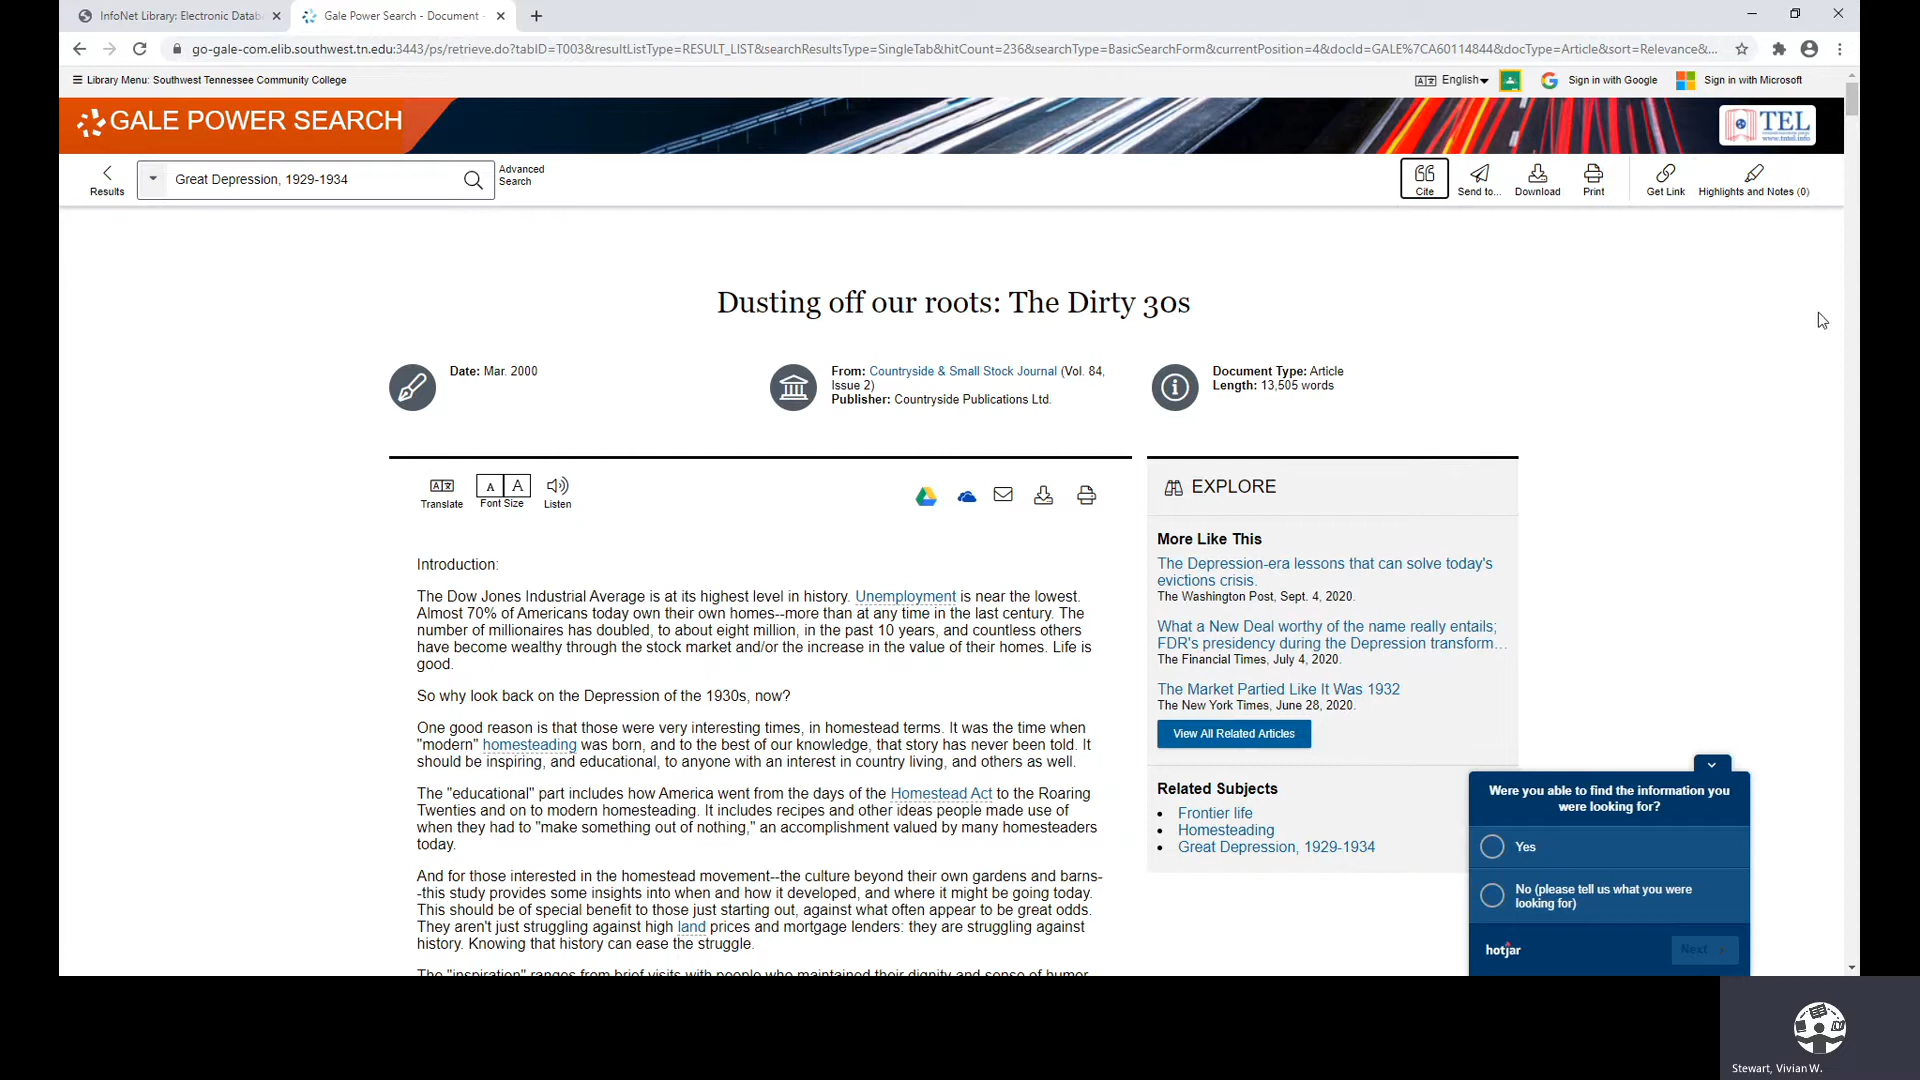 InfoNet Library: Electronic Datab
Gale Power Search - Document -
go-gale-com.elib.southwest.tn.edu:3443/ps/retrieve.do?tabID=T003&resultListType=RESULT_LIST&searchResultsType=SingleTab&hitCount=236&searchType=BasicSearchForm&currentPosition=4&docId=GALE%7CA60114844&docType=Article&sort=Relevance&...
Library Menu: Southwest Tennessee Community College
English
Sign in with Google
Sign in with Microsoft
GALE POWER SEARCH
TEL
www.tntel.info
Results
Great Depression, 1929-1934
Advanced
Search
Cite
Send to...
Download
Print
Get Link
Highlights and Notes (0)
Dusting off our roots: The Dirty 30s
Date: Mar. 2000
From: Countryside & Small Stock Journal (Vol. 84,
Issue 2)
Publisher: Countryside Publications Ltd.
Document Type: Article
Length: 13,505 words
Translate
A A
Font Size
Listen
Introduction:
The Dow Jones Industrial Average is at its highest level in history. Unemployment is near the lowest.
Almost 70% of Americans today own their own homes--more than at any time in the last century. The
number of millionaires has doubled, to about eight million, in the past 10 years, and countless others
have become wealthy through the stock market and/or the increase in the value of their homes. Life is
good.
So why look back on the Depression of the 1930s, now?
One good reason is that those were very interesting times, in homestead terms. It was the time when
"modern" homesteading was born, and to the best of our knowledge, that story has never been told. It
should be inspiring, and educational, to anyone with an interest in country living, and others as well.
The "educational" part includes how America went from the days of the Homestead Act to the Roaring
Twenties and on to modern homesteading. It includes recipes and other ideas people made use of
when they had to "make something out of nothing," an accomplishment valued by many homesteaders
today.
And for those interested in the homestead movement--the culture beyond their own gardens and barns-
-this study provides some insights into when and how it developed, and where it might be going today.
This should be of special benefit to those just starting out, against what often appear to be great odds.
They aren't just struggling against high land prices and mortgage lenders: they are struggling against
history. Knowing that history can ease the struggle.
The "inspiration" ranges from brief visits with people who maintained their dignity and sense of humor
EXPLORE
More Like This
The Depression-era lessons that can solve today's
evictions crisis.
The Washington Post, Sept. 4, 2020.
What a New Deal worthy of the name really entails;
FDR's presidency during the Depression transform...
The Financial Times, July 4, 2020.
The Market Partied Like It Was 1932
The New York Times, June 28, 2020.
View All Related Articles
Related Subjects
Frontier life
Homesteading
Great Depression, 1929-1934
Were you able to find the information you
were looking for?
Yes
No (please tell us what you were
looking for)
hotjar
Next
Stewart, Vivian W.